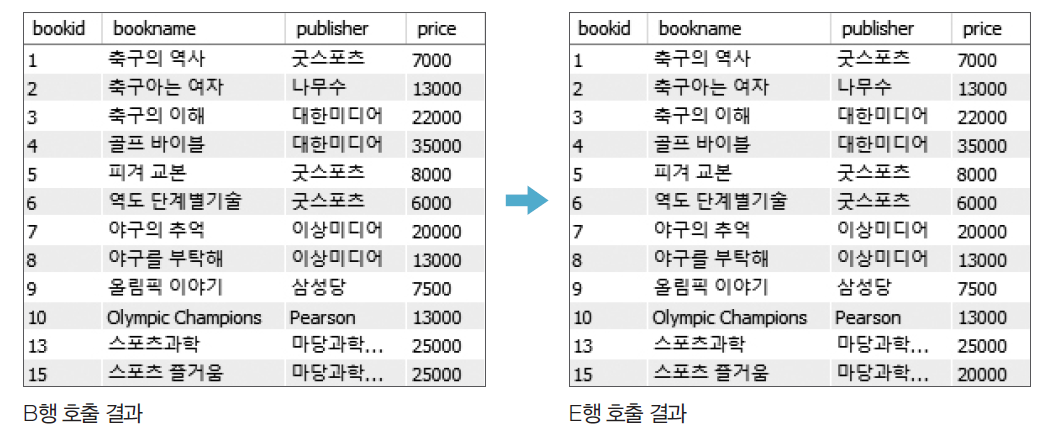 bookid bookname publisher price
1 축구의 역사 굿스포츠 7000
2 축구아는 여자 나무수 13000
3 축구의 이해 대한미디어 22000
4 골프 바이블 대한미디어 35000
5 피겨 교본 굿스포츠 8000
6 역도 단계별기술 굿스포츠 6000
7 야구의 추억 이상미디어 20000
8 야구를 부탁해 이상미디어 13000
9 올림픽 이야기 삼성당 7500
10 Olympic Champions Pearson 13000
13 스포츠과학 마당과학... 25000
15 스포츠 즐거움 마당과학... 25000
B행 호출 결과
bookid bookname publisher price
1 축구의 역사 굿스포츠 7000
2 축구아는 여자 나무수 13000
3 축구의 이해 대한미디어 22000
4 골프 바이블 대한미디어 35000
5 피겨 교본 굿스포츠 8000
6 역도 단계별기술 굿스포츠 6000
7 야구의 추억 이상미디어 20000
8 야구를 부탁해 이상미디어 13000
9 올림픽 이야기 삼성당 7500
10 Olympic Champions Pearson 13000
13 스포츠과학 마당과학... 25000
15 스포츠 즐거움 마당과학... 20000
E행 호출 결과